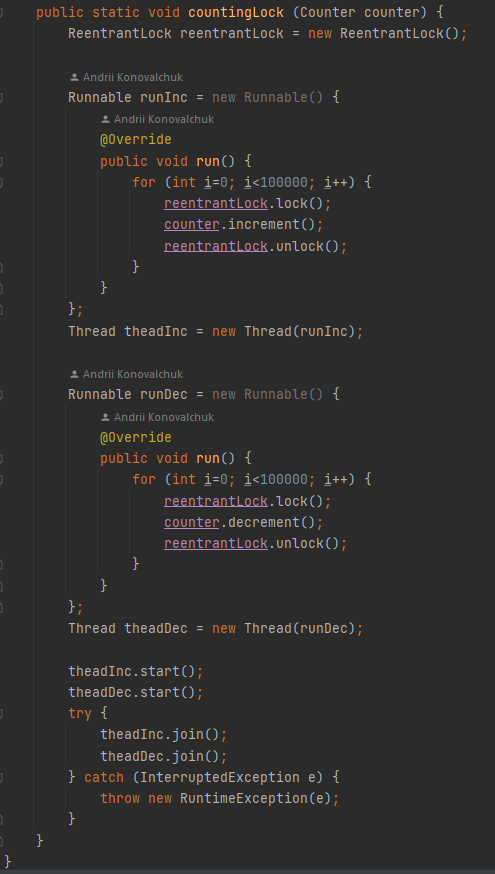 public static void countingLock (Counter counter) {
ReentrantLock reentrantLock = new ReentrantLock();
Andrii Konovalchuk
Runnable runInc = new Runnable() {
Andrii Konovalchuk
@Override
public void run() {
for (int i=0; i<100000; i++) {
reentrantLock.lock();
counter.increment();
reentrantLock.unlock();
}
}
};
Thread theadInc = new Thread(runInc);
Andrii Konovalchuk
Runnable runDec = new Runnable() {
Andrii Konovalchuk
@Override
public void run() {
for (int i=0; i<100000; i++) {
reentrantLock.lock();
counter.decrement();
reentrantLock.unlock();
}
}
};
Thread theadDec = new Thread(runDec);
theadInc.start();
theadDec.start();
try {
theadInc.join();
theadDec.join();
} catch (InterruptedException e) {
throw new RuntimeException(e);
}
}
}